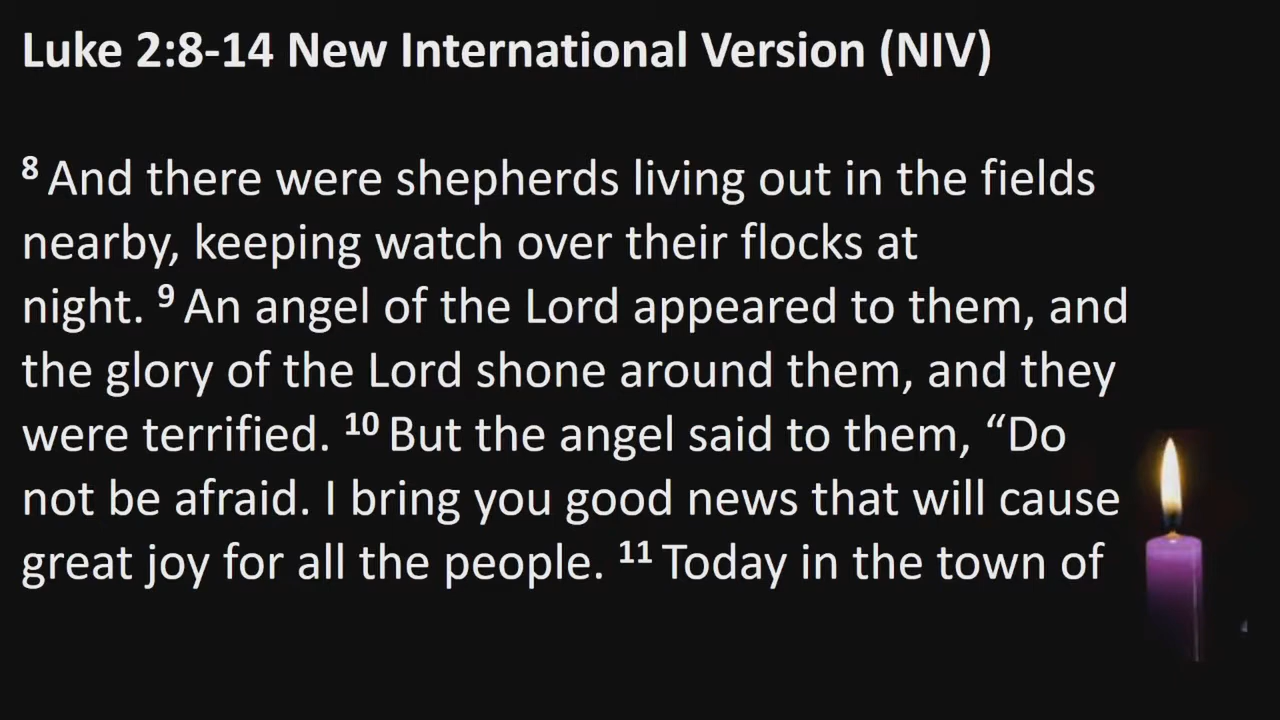 Luke 2:8-14 New International Version (NIV)
8 And there were shepherds living out in the fields
nearby, keeping watch over their flocks at
night. 9 An angel of the Lord appeared to them, and
the glory of the Lord shone around them, and they
were terrified. 10 But the angel said to them, “Do
not be afraid. I bring you good news that will cause
great joy for all the people. 11 Today in the town of